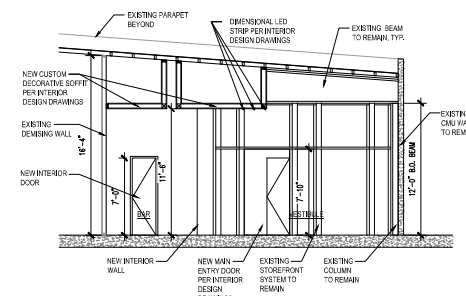 EXISTING PARAPET
BEYOND
DIMENSIONAL LED
STRIP PER INTERIOR
DESIGN DRAWINGS
EXISTING BEAM
TO REMAIN, TYP.
NEW CUSTOM
DECORATIVE SOFFIT
PER INTERIOR
DESIGN DRAWINGS
EXISTING
DEMISING WALL
16'-4"
NEW INTERIOR
DOOR
7'-0"
BAR
11'-6"
7'-10"
VESTIBULE
12'-0" B.O. BEAM
EXISTIN
CMU WA
TO REM
NEW INTERIOR
WALL
NEW MAIN
ENTRY DOOR
PER INTERIOR
DESIGN
EXISTING
STOREFRONT
SYSTEM TO
REMAIN
EXISTING
COLUMN
TO REMAIN